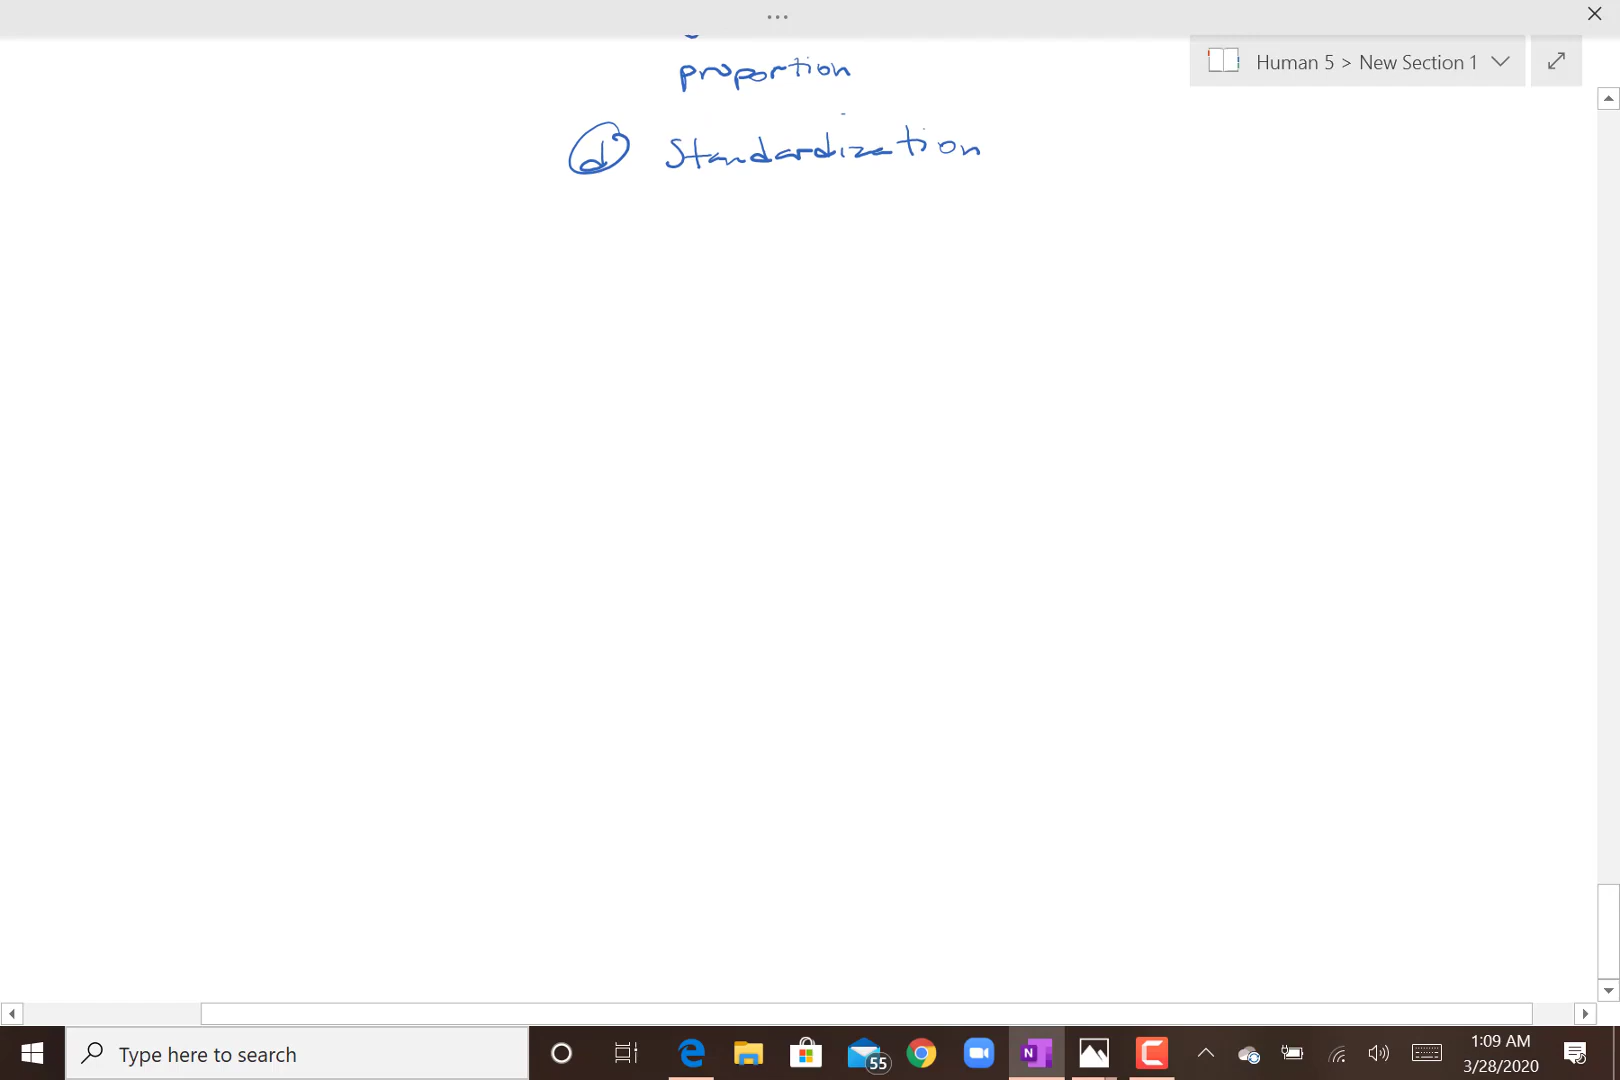 ...
Human 5 > New Section 1
proportion
d Standardization
Type here to search
55
1:09 AM
3/28/2020